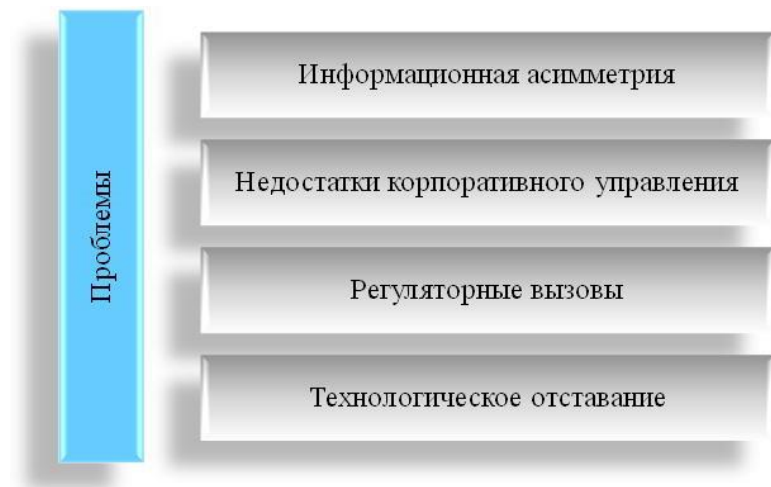 Проблемы
Информационная асимметрия
Недостатки корпоративного управления
Регуляторные вызовы
Технологическое отставание